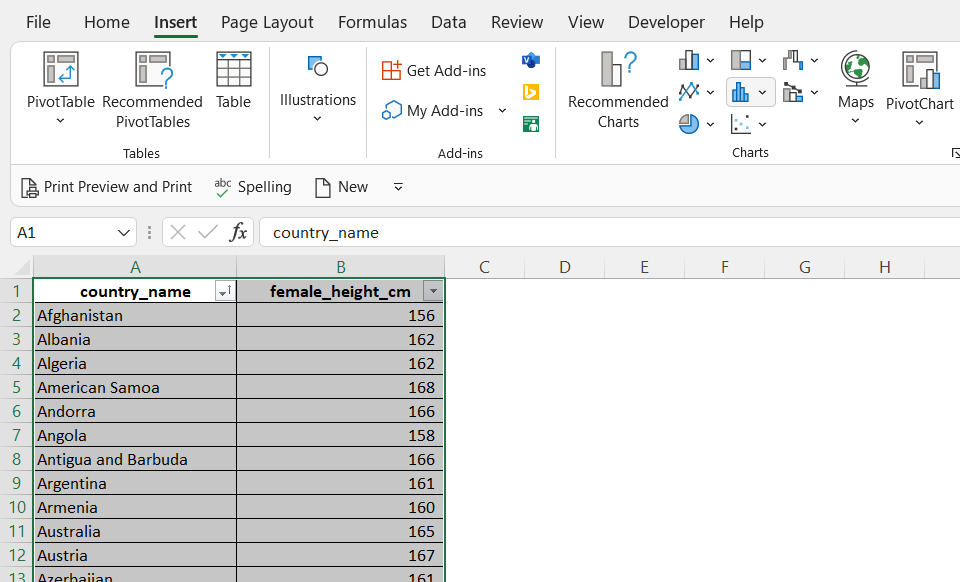 File Home Insert Page Layout Formulas Data Review View Developer Help
PivotTable Recommended PivotTables Table
Illustrations
Get Add-ins
My Add-ins
Recommended Charts
Maps PivotChart
Tables Add-ins Charts
Print Preview and Print abc Spelling New
A1 fx country_name
A B C D E F G H
1 country_name female_height_cm
2 Afghanistan 156
3 Albania 162
4 Algeria 162
5 American Samoa 168
6 Andorra 166
7 Angola 158
8 Antigua and Barbuda 166
9 Argentina 161
10 Armenia 160
11 Australia 165
12 Austria 167
13 Azerbaijan 161